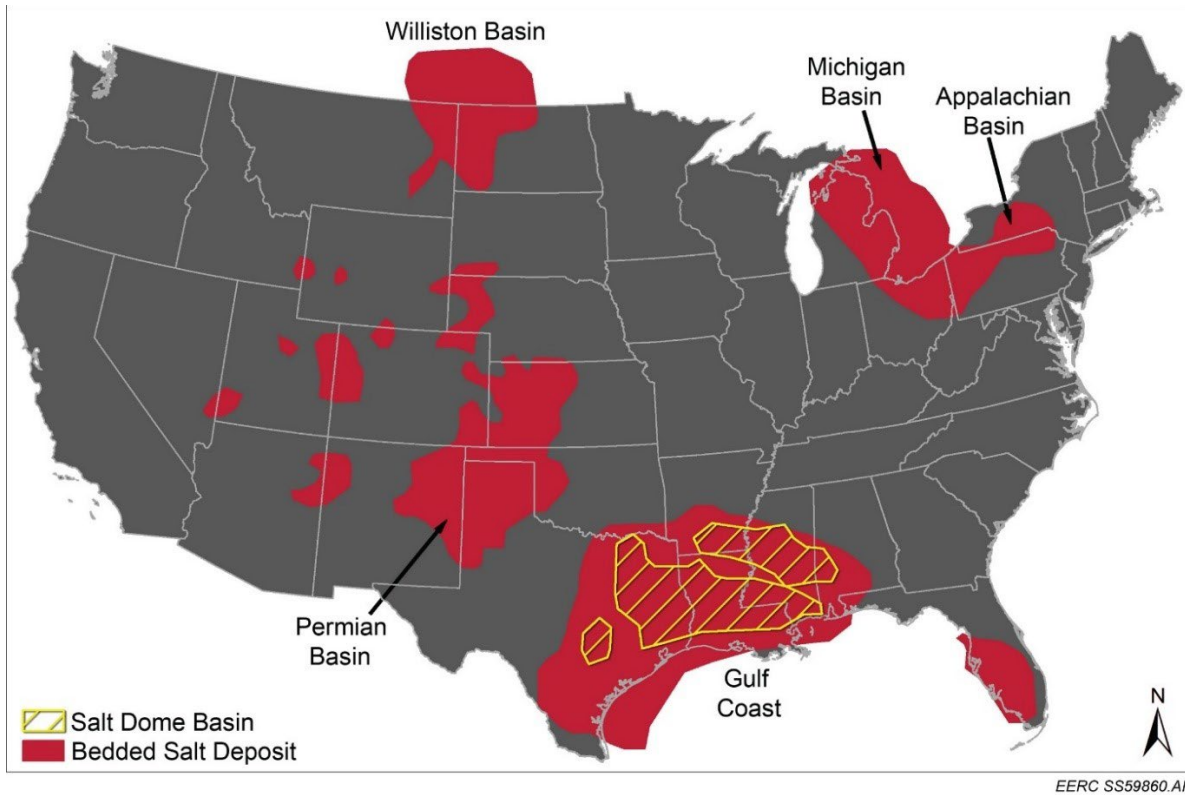 Williston Basin
Michigan
Basin
Appalachian
Basin
Permian
Basin
Gulf
Coast
Salt Dome Basin
Bedded Salt Deposit
N